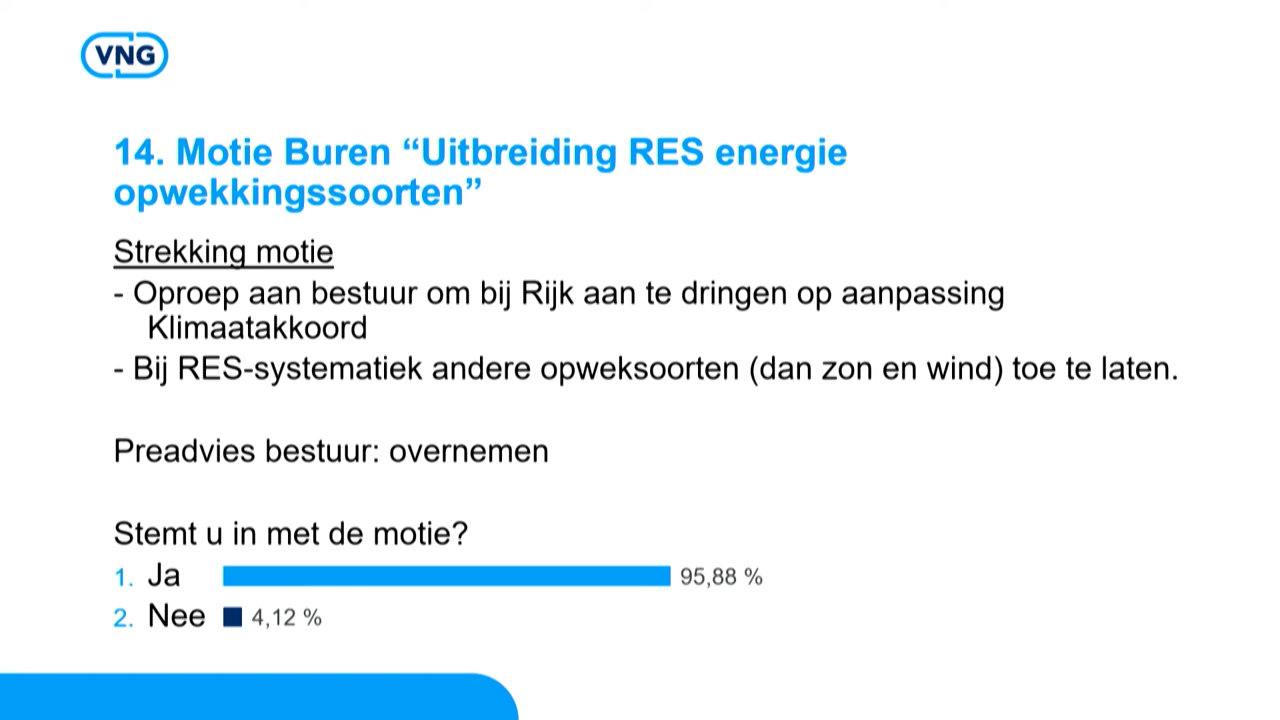 VNG
14. Motie Buren “Uitbreiding RES energie
opwekkingssoorten”
Strekking motie
- Oproep aan bestuur om bij Rijk aan te dringen op aanpassing
Klimaatakkoord
- Bij RES-systematiek andere opweksoorten (dan zon en wind) toe te laten.
Preadvies bestuur: overnemen
Stemt u in met de motie?
1. Ja 95,88 %
2. Nee 4,12 %